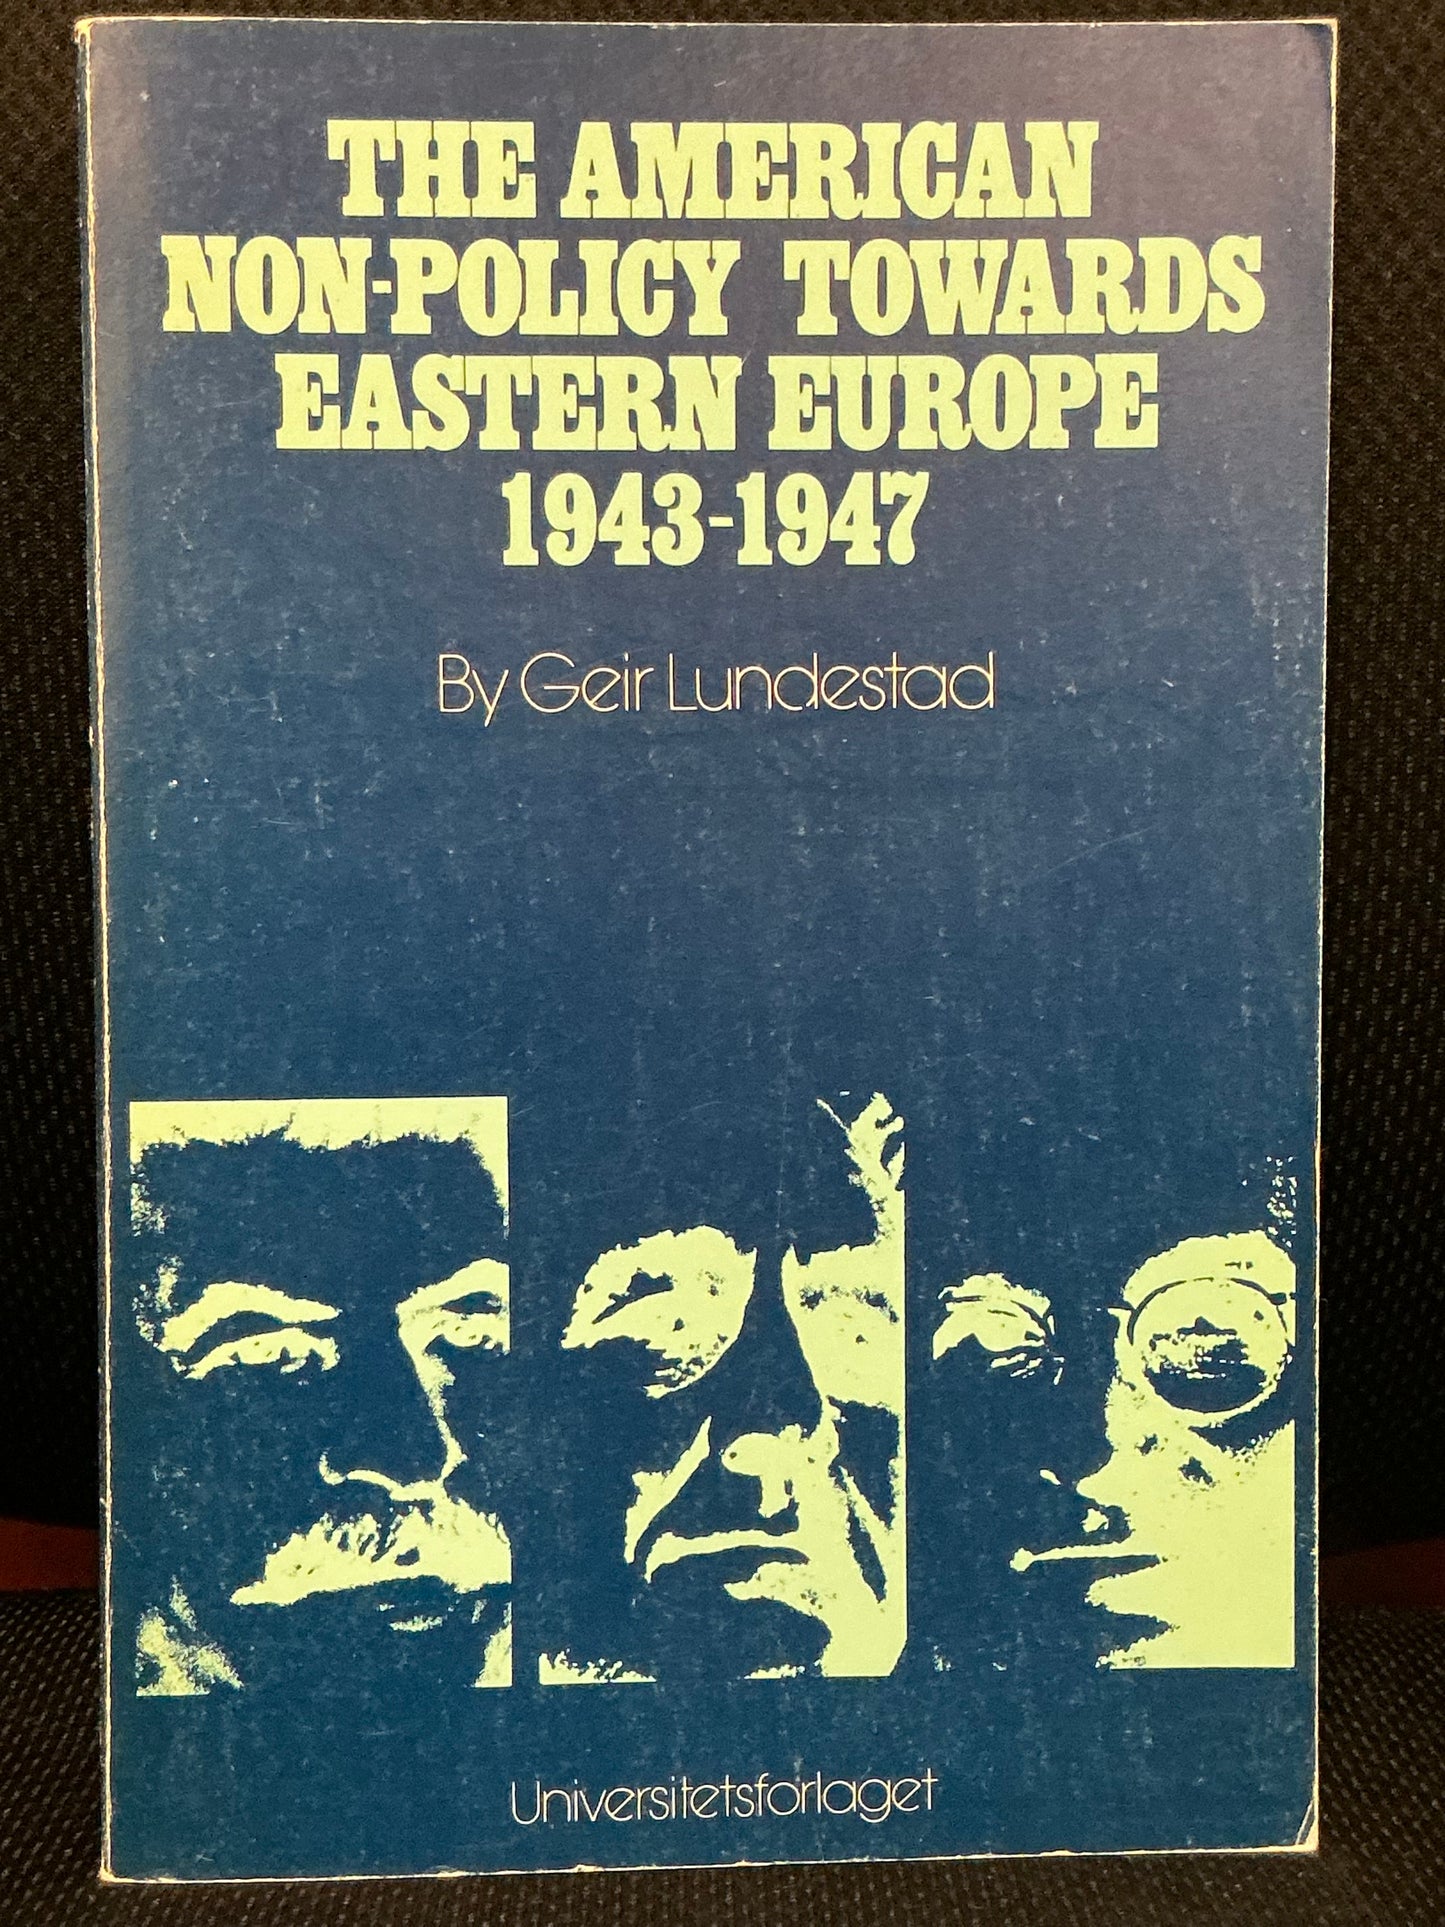 THE AMERICAN
NON-POLICY TOWARDS
EASTERN EUROPE
1943-1947
By Geir Lundestad
Universitetsforlaget